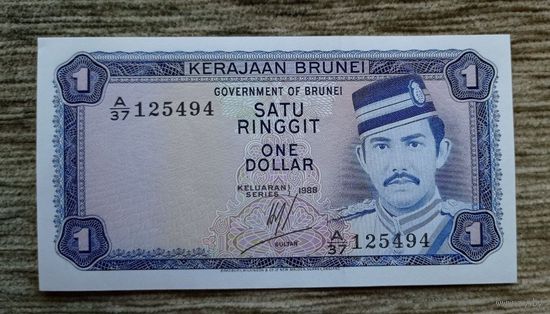 1 KERAJAAN BRUNEI 1
GOVERNMENT OF BRUNEI
A/37 125494
SATU
RINGGIT
ONE
DOLLAR
KELUARAN
SERIES 1988
SULTAN
A/37 125494
1 1